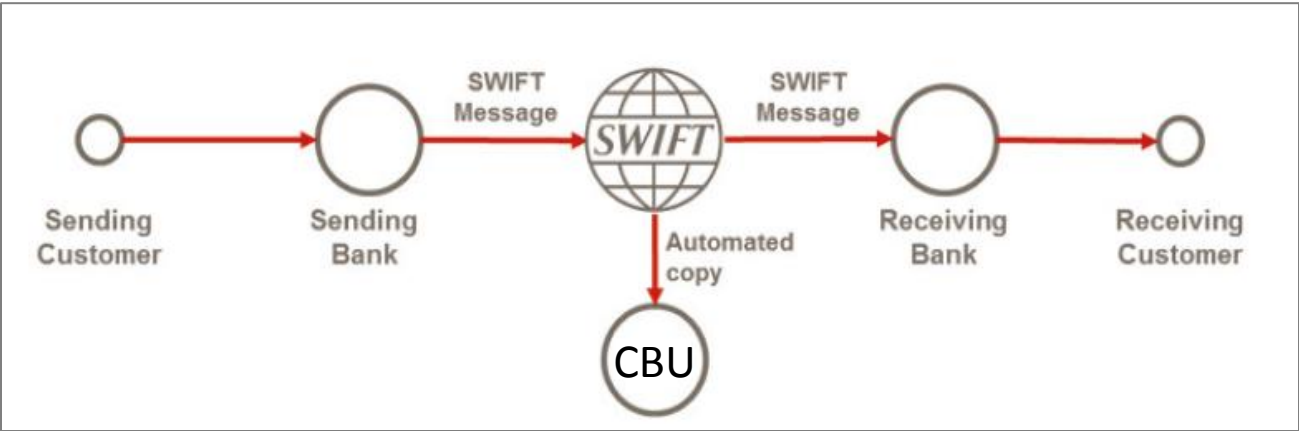 SWIFT
Message
SWIFT
Message
SWIFT
Sending
Customer
Sending
Bank
Receiving
Bank
Receiving
Customer
Automated
copy
CBU